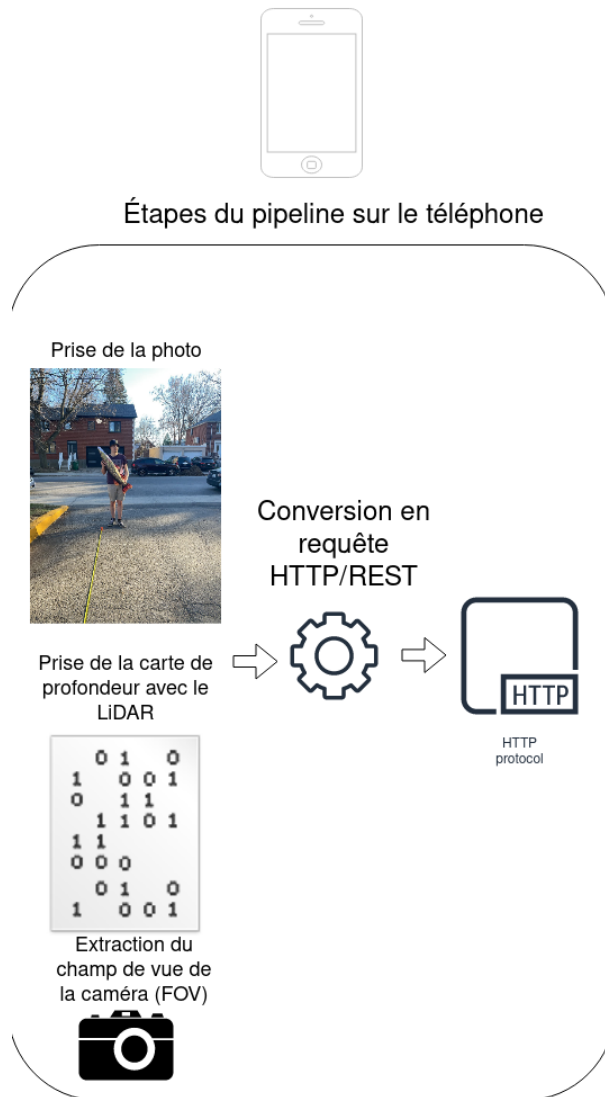 Étapes du pipeline sur le téléphone
Prise de la photo
Conversion en
requête
HTTP/REST
Prise de la carte de
profondeur avec le
LiDAR
HTTP
HTTP
protocol
0 1 0
1 0 0 1
0 1 1
1 1 0 1
1 1
0 0 0
0 1 0
1 0 0 1
Extraction du
champ de vue de
la caméra (FOV)